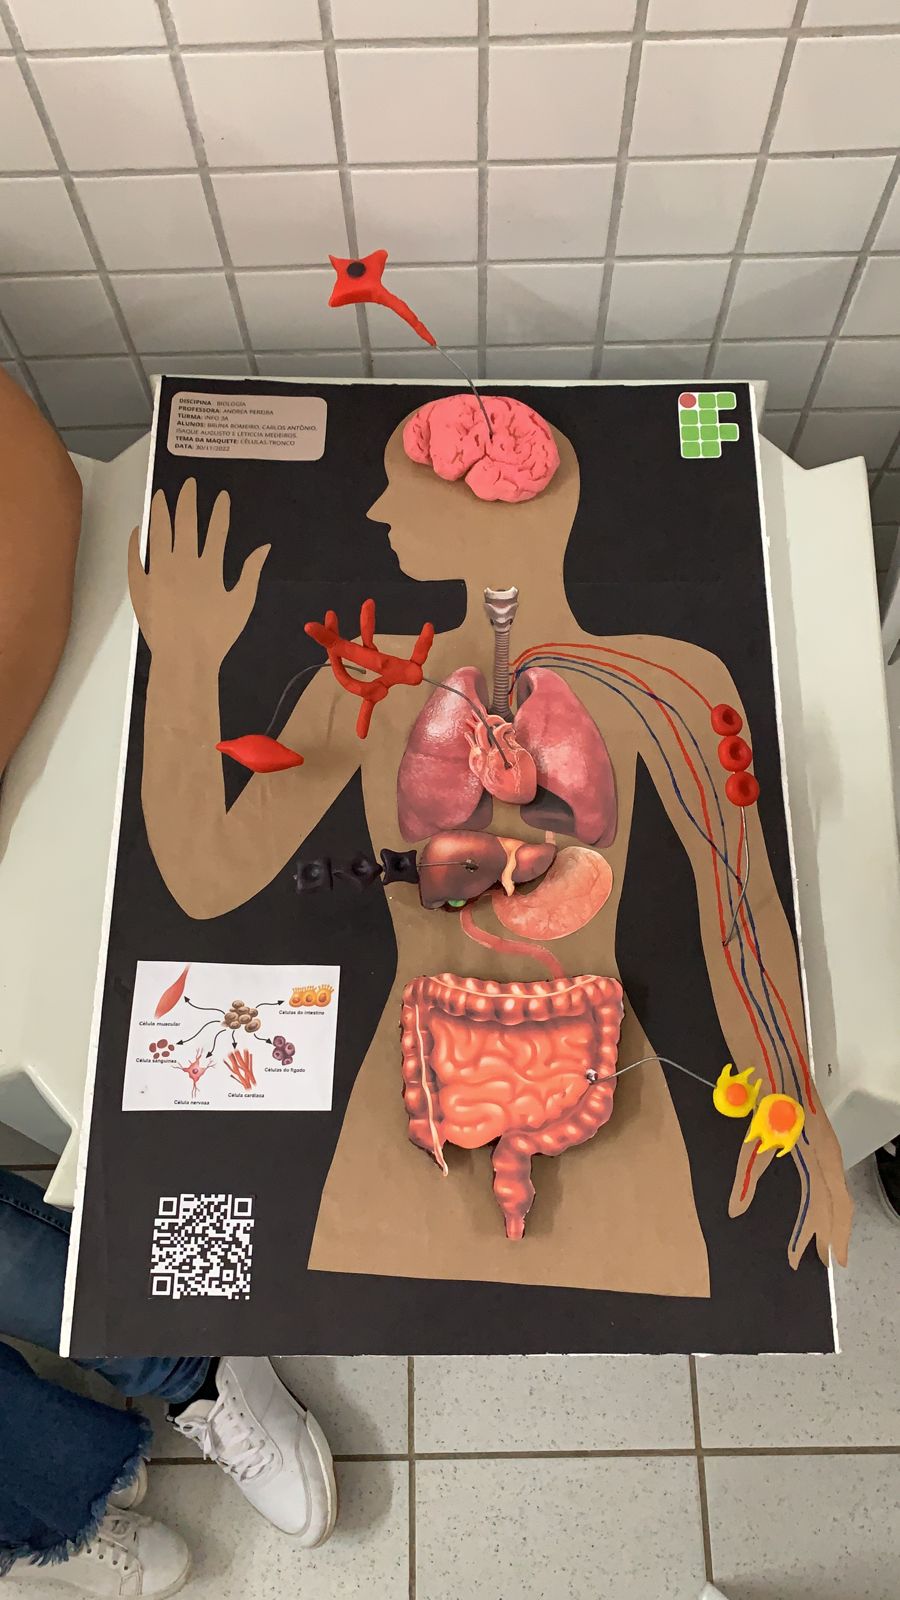 DISCIPINA : BIOLOGIA
PROFESSORA: ANDREA PEREIRA
TURMA: INFO 3A
ALUNOS: BRUNA ROMEIRO, CARLOS ANTÔNIO,
ISAQUE AUGUSTO E LETICCIA MEDEIROS.
TEMA DA MAQUETE: CÉLULAS-TRONCO
DATA: 30/11/2022
Célula muscular
Células do intestino
Célula sanguínea
Células do fígado
Célula nervosa
Célula cardíaca